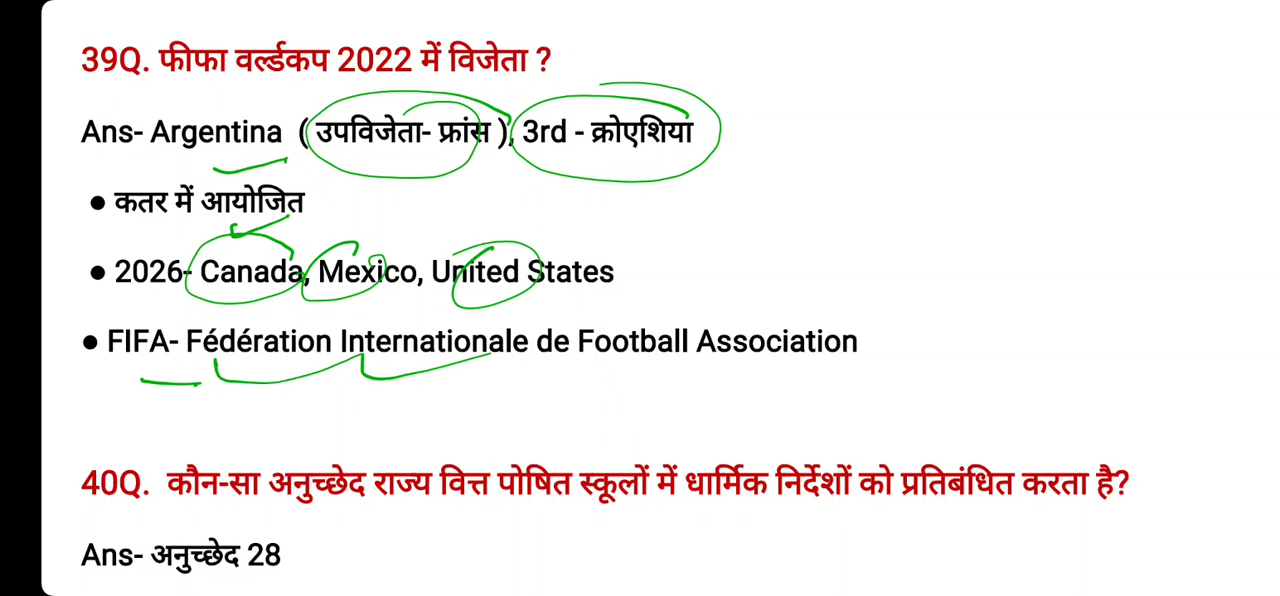 39Q. फीफा वर्ल्डकप 2022 में विजेता ?
Ans- Argentina ( उपविजेता- फ्रांस ), 3rd - क्रोएशिया
● कतर में आयोजित
● 2026- Canada, Mexico, United States
● FIFA- Fédération Internationale de Football Association
40Q. कौन-सा अनुच्छेद राज्य वित्त पोषित स्कूलों में धार्मिक निर्देशों को प्रतिबंधित करता है?
Ans- अनुच्छेद 28